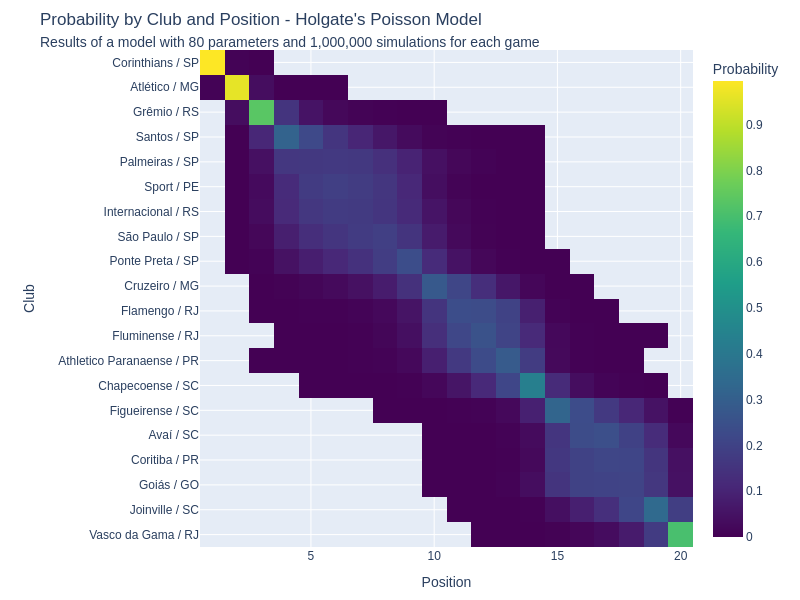 Probability by Club and Position - Holgate's Poisson Model
Results of a model with 80 parameters and 1,000,000 simulations for each game
Probability
Club
Corinthians / SP
Atlético / MG
Grêmio / RS
Santos / SP
Palmeiras / SP
Sport / PE
Internacional / RS
São Paulo / SP
Ponte Preta / SP
Cruzeiro / MG
Flamengo / RJ
Fluminense / RJ
Athletico Paranaense / PR
Chapecoense / SC
Figueirense / SC
Avaí / SC
Coritiba / PR
Goiás / GO
Joinville / SC
Vasco da Gama / RJ
0.9
0.8
0.7
0.6
0.5
0.4
0.3
0.2
0.1
0
5 10 15 20
Position